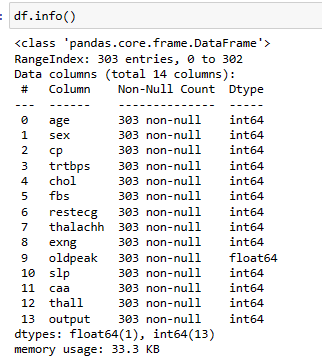 df.info()
<class 'pandas.core.frame.DataFrame'>
RangeIndex: 303 entries, 0 to 302
Data columns (total 14 columns):
 #   Column    Non-Null Count  Dtype
---  ------    --------------  -----
 0   age       303 non-null    int64
 1   sex       303 non-null    int64
 2   cp        303 non-null    int64
 3   trtbps    303 non-null    int64
 4   chol      303 non-null    int64
 5   fbs       303 non-null    int64
 6   restecg   303 non-null    int64
 7   thalachh  303 non-null    int64
 8   exng      303 non-null    int64
 9   oldpeak   303 non-null    float64
 10  slp       303 non-null    int64
 11  caa       303 non-null    int64
 12  thall     303 non-null    int64
 13  output    303 non-null    int64
dtypes: float64(1), int64(13)
memory usage: 33.3 KB